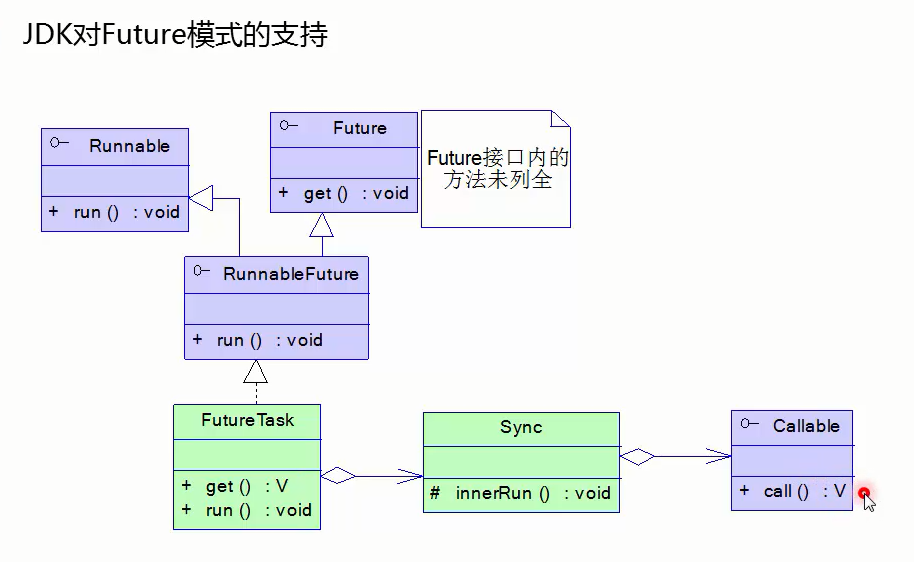 JDK对Future模式的支持
Runnable
+ run () : void
Future
+ get () : void
Future接口内的
方法未列全
RunnableFuture
+ run () : void
FutureTask
+ get () : V
+ run () : void
Sync
# innerRun () : void
Callable
+ call () : V